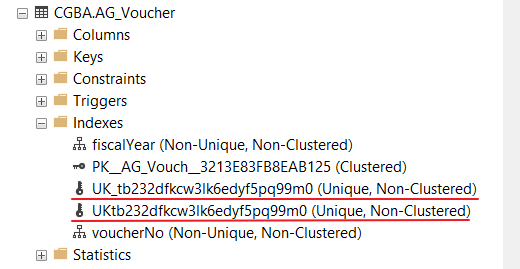 CGBA.AG_Voucher
Columns
Keys
Constraints
Triggers
Indexes
fiscalYear (Non-Unique, Non-Clustered)
PK__AG_Vouch__3213E83FB8EAB125 (Clustered)
UK_tb232dfkcw3lk6edyf5pq99m0 (Unique, Non-Clustered)
UKtb232dfkcw3lk6edyf5pq99m0 (Unique, Non-Clustered)
voucherNo (Non-Unique, Non-Clustered)
Statistics